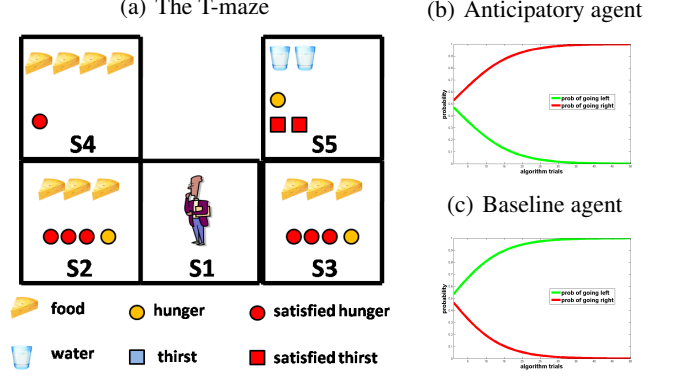 (a) The T-maze
S4
S5
S2
S1
S3
food
hunger
satisfied hunger
water
thirst
satisfied thirst
(b) Anticipatory agent
probability
prob of going left
prob of going right
algorithm trials
(c) Baseline agent
probability
prob of going left
prob of going right
algorithm trials